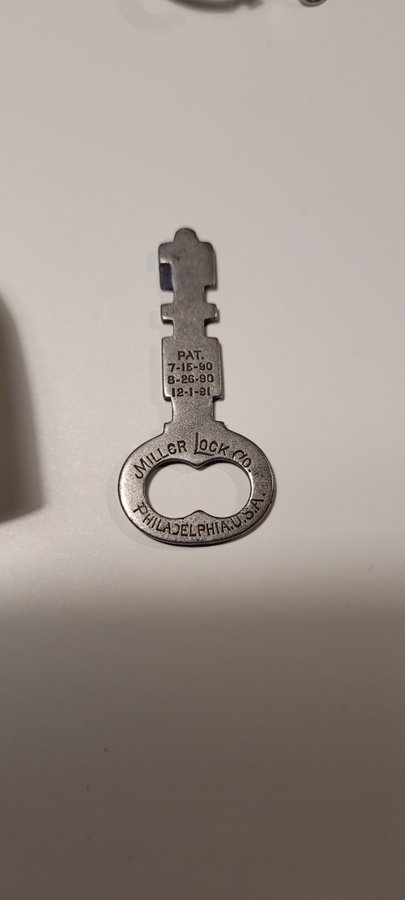 PAT.
7-15-90
8-26-90
12-1-91
MILLER LOCK CO.
PHILADELPHIA.U.S.A.